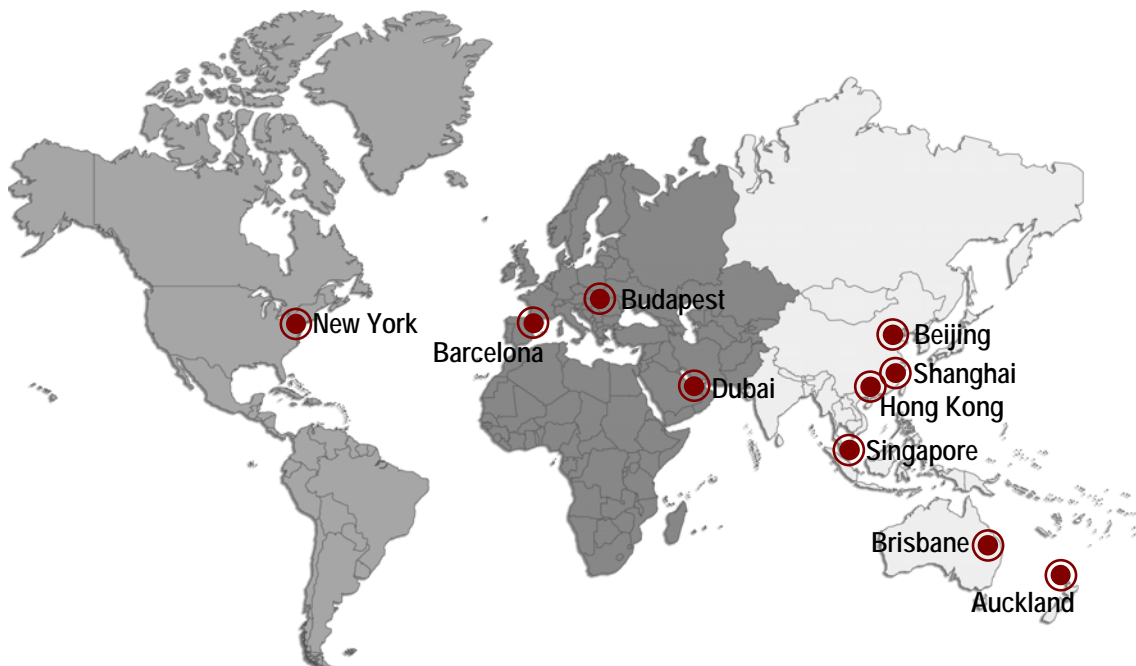 Budapest
New York
Beijing
Barcelona
Shanghai
Dubai
Hong Kong
Singapore
Brisbane
Auckland